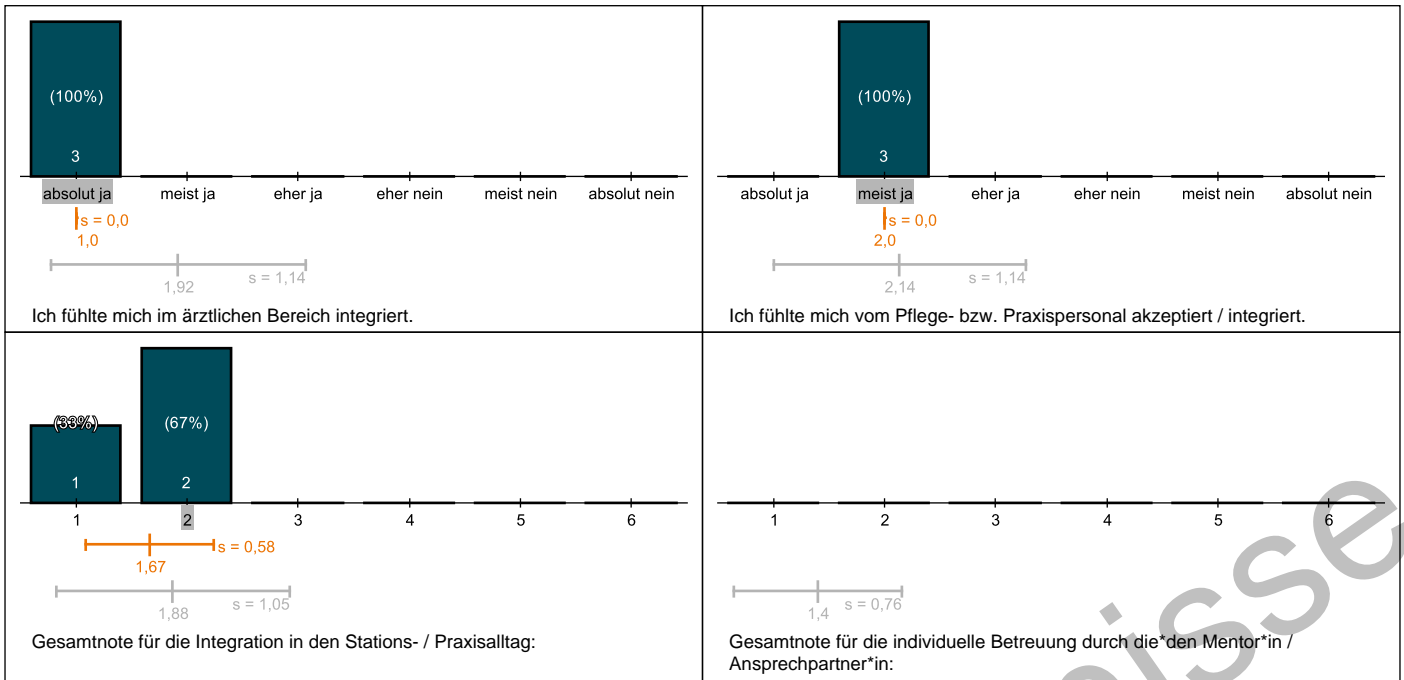 (100%)
3
absolut ja meist ja eher ja eher nein meist nein absolut nein
s = 0,0
1,0
s = 1,14
1,92
Ich fühlte mich im ärztlichen Bereich integriert.
(100%)
3
absolut ja meist ja eher ja eher nein meist nein absolut nein
s = 0,0
2,0
s = 1,14
2,14
Ich fühlte mich vom Pflege- bzw. Praxispersonal akzeptiert / integriert.
(33%) (67%)
1 2
1 2 3 4 5 6
s = 0,58
1,67
s = 1,05
1,88
Gesamtnote für die Integration in den Stations- / Praxisalltag:
1 2 3 4 5 6
s = 0,76
1,4
Gesamtnote für die individuelle Betreuung durch die*den Mentor*in /
Ansprechpartner*in:
isse